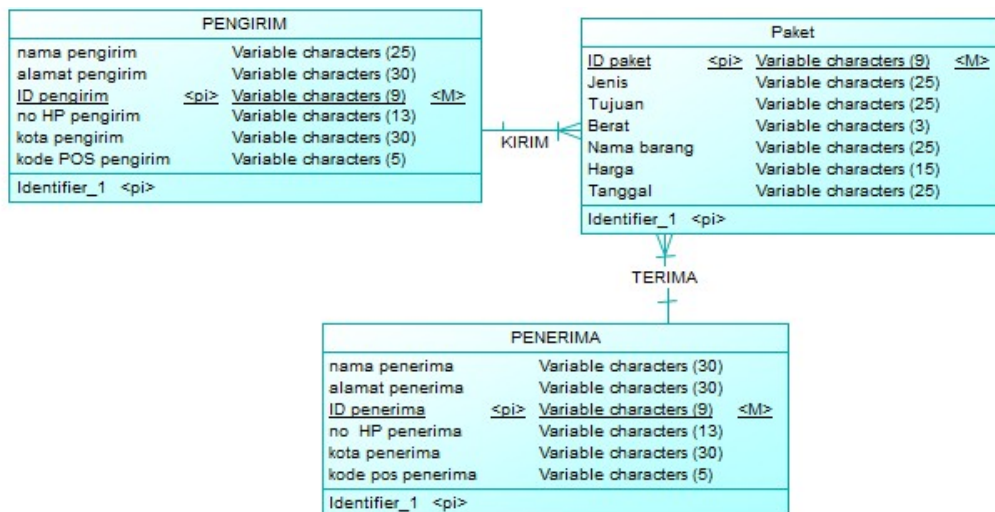 PENGIRIM
nama pengirim Variable characters (25)
alamat pengirim Variable characters (30)
ID pengirim <pi> Variable characters (9) <M>
no HP pengirim Variable characters (13)
kota pengirim Variable characters (30)
kode POS pengirim Variable characters (5)
Identifier_1 <pi>
KIRIM
Paket
ID paket <pi> Variable characters (9) <M>
Jenis Variable characters (25)
Tujuan Variable characters (25)
Berat Variable characters (3)
Nama barang Variable characters (25)
Harga Variable characters (15)
Tanggal Variable characters (25)
Identifier_1 <pi>
TERIMA
PENERIMA
nama penerima Variable characters (30)
alamat penerima Variable characters (30)
ID penerima <pi> Variable characters (9) <M>
no HP penerima Variable characters (13)
kota penerima Variable characters (30)
kode pos penerima Variable characters (5)
Identifier_1 <pi>